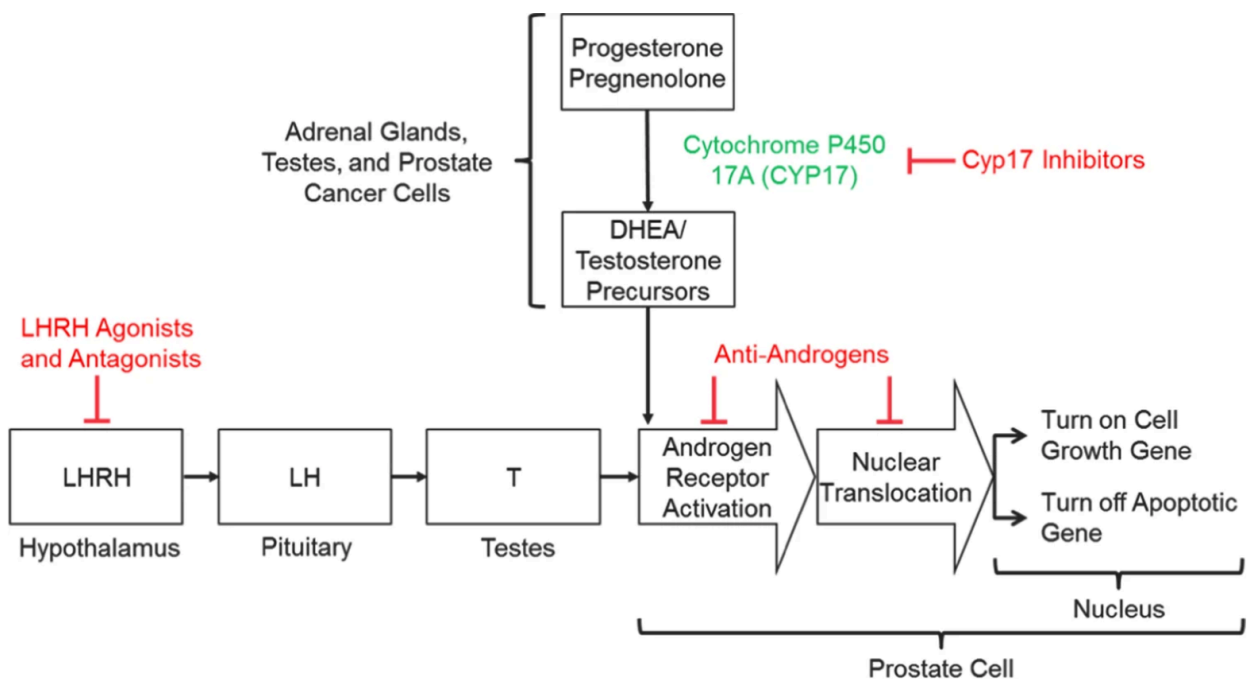 Progesterone
Pregnenolone
Adrenal Glands,
Testes, and Prostate
Cancer Cells
Cytochrome P450
17A (CYP17)
Cyp17 Inhibitors
DHEA/
Testosterone
Precursors
LHRH Agonists
and Antagonists
Anti-Androgens
LHRH
Hypothalamus
LH
Pituitary
T
Testes
Androgen
Receptor
Activation
Nuclear
Translocation
Turn on Cell
Growth Gene
Turn off Apoptotic
Gene
Nucleus
Prostate Cell